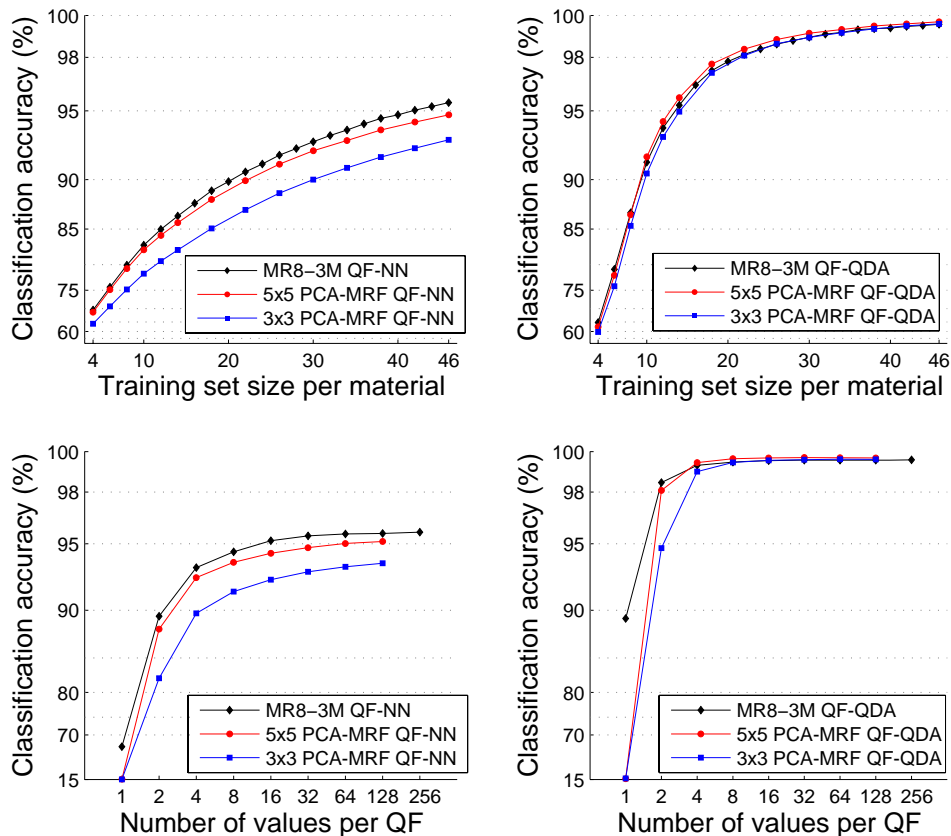 Classification accuracy (%)
100
98
95
90
85
75
60
4
10
20
30
40
46
Training set size per material
MR8−3M QF-NN
5x5 PCA-MRF QF-NN
3x3 PCA-MRF QF-NN
Classification accuracy (%)
100
98
95
90
85
75
60
4
10
20
30
40
46
Training set size per material
MR8−3M QF-QDA
5x5 PCA-MRF QF-QDA
3x3 PCA-MRF QF-QDA
Classification accuracy (%)
100
98
95
90
80
70
15
1
2
4
8
16
32
64
128
256
Number of values per QF
MR8−3M QF-NN
5x5 PCA-MRF QF-NN
3x3 PCA-MRF QF-NN
Classification accuracy (%)
100
98
95
90
80
70
15
1
2
4
8
16
32
64
128
256
Number of values per QF
MR8−3M QF-QDA
5x5 PCA-MRF QF-QDA
3x3 PCA-MRF QF-QDA